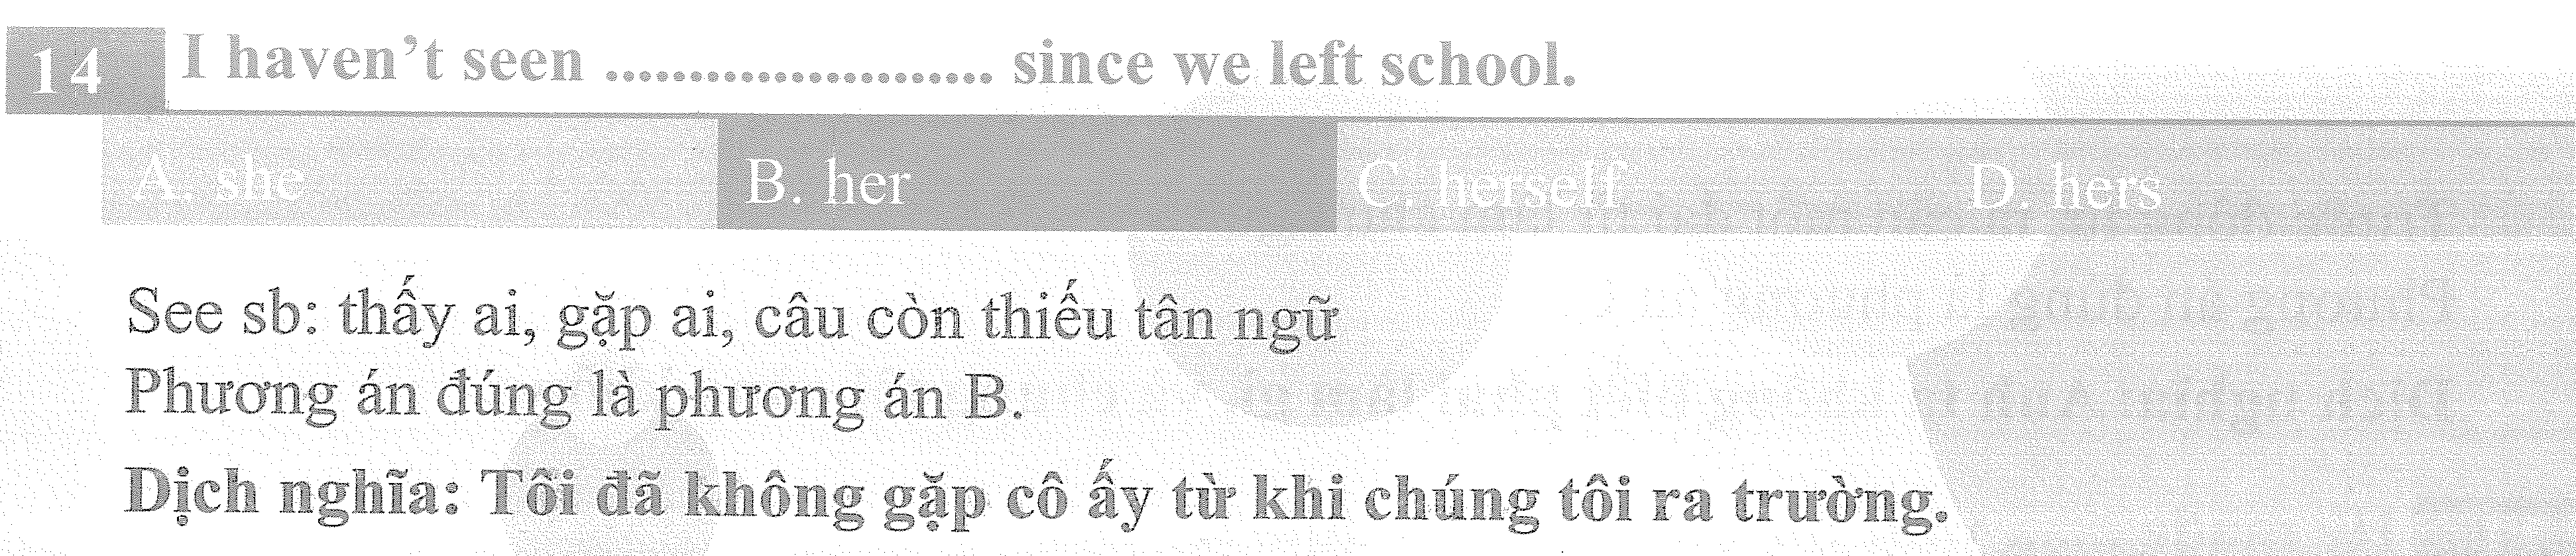 14 I haven't seen ....................... since we left school.
A. she B. her C. herself D. hers
See sb: thấy ai, gặp ai, câu còn thiếu tân ngữ
Phương án đúng là phương án B.
Dịch nghĩa: Tôi đã không gặp cô ấy từ khi chúng tôi ra trường.